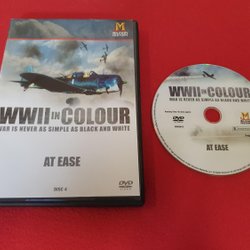 H
WWII IN COLOUR
WAR IS NEVER AS SIMPLE AS BLACK AND WHITE
AT EASE
DISC 4
DVD
WWII IN COLOUR
WAR IS NEVER AS SIMPLE AS BLACK AND WHITE
AT EASE